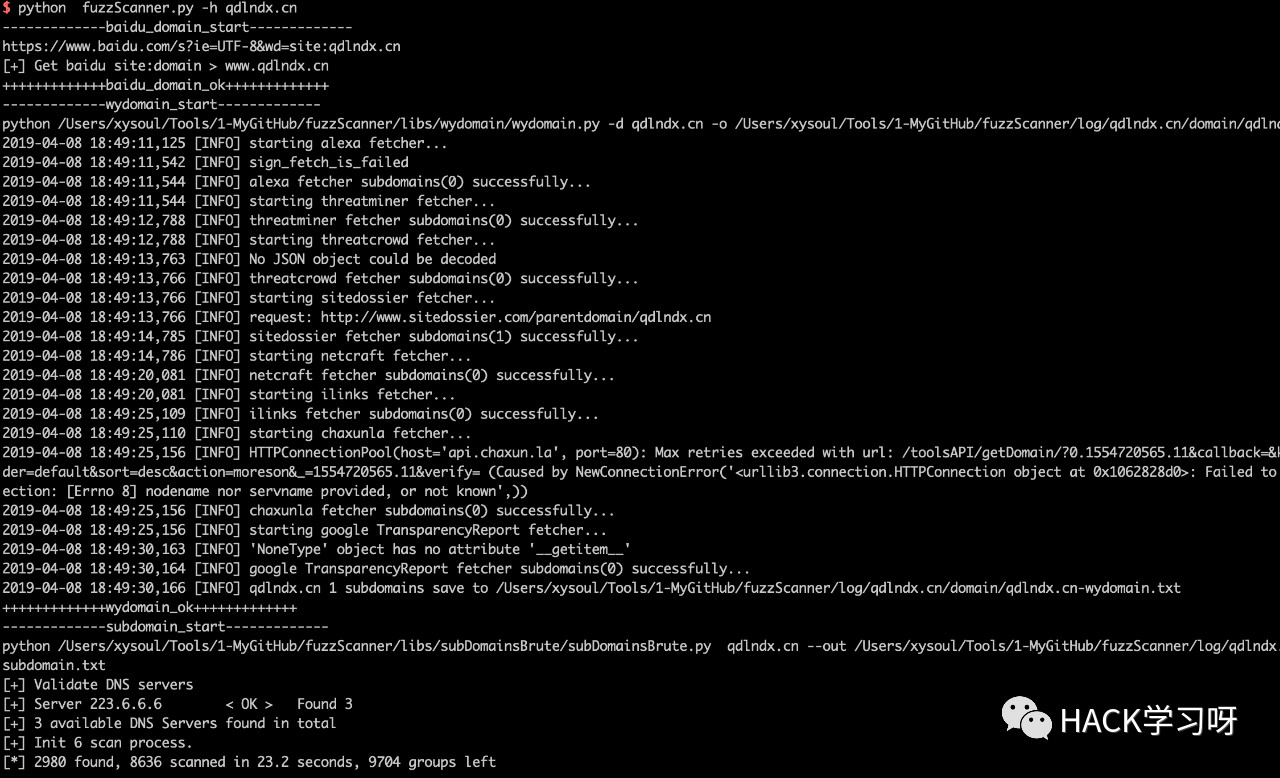 $ python  fuzzScanner.py -h qdlndx.cn
-------------baidu_domain_start-------------
https://www.baidu.com/s?ie=UTF-8&wd=site:qdlndx.cn
[+] Get baidu site:domain > www.qdlndx.cn
+++++++++++++baidu_domain_ok+++++++++++++
-------------wydomain_start-------------
python /Users/xysoul/Tools/1-MyGitHub/fuzzScanner/libs/wydomain/wydomain.py -d qdlndx.cn -o /Users/xysoul/Tools/1-MyGitHub/fuzzScanner/log/qdlndx.cn/domain/qdlnd
2019-04-08 18:49:11,125 [INFO] starting alexa fetcher...
2019-04-08 18:49:11,542 [INFO] sign_fetch_is_failed
2019-04-08 18:49:11,544 [INFO] alexa fetcher subdomains(0) successfully...
2019-04-08 18:49:11,544 [INFO] starting threatminer fetcher...
2019-04-08 18:49:12,788 [INFO] threatminer fetcher subdomains(0) successfully...
2019-04-08 18:49:12,788 [INFO] starting threatcrowd fetcher...
2019-04-08 18:49:13,763 [INFO] No JSON object could be decoded
2019-04-08 18:49:13,766 [INFO] threatcrowd fetcher subdomains(0) successfully...
2019-04-08 18:49:13,766 [INFO] starting sitedossier fetcher...
2019-04-08 18:49:13,766 [INFO] request: http://www.sitedossier.com/parentdomain/qdlndx.cn
2019-04-08 18:49:14,785 [INFO] sitedossier fetcher subdomains(1) successfully...
2019-04-08 18:49:14,786 [INFO] starting netcraft fetcher...
2019-04-08 18:49:20,081 [INFO] netcraft fetcher subdomains(0) successfully...
2019-04-08 18:49:20,081 [INFO] starting ilinks fetcher...
2019-04-08 18:49:25,109 [INFO] ilinks fetcher subdomains(0) successfully...
2019-04-08 18:49:25,110 [INFO] starting chaxunla fetcher...
2019-04-08 18:49:25,156 [INFO] HTTPConnectionPool(host='api.chaxun.la', port=80): Max retries exceeded with url: /toolsAPI/getDomain/?0.1554720565.11&callback=&k
der=default&sort=desc&action=moreson&_=1554720565.11&verify= (Caused by NewConnectionError('<urllib3.connection.HTTPConnection object at 0x1062828d0>: Failed to
ection: [Errno 8] nodename nor servname provided, or not known',))
2019-04-08 18:49:25,156 [INFO] chaxunla fetcher subdomains(0) successfully...
2019-04-08 18:49:25,156 [INFO] starting google TransparencyReport fetcher...
2019-04-08 18:49:30,163 [INFO] 'NoneType' object has no attribute '__getitem__'
2019-04-08 18:49:30,164 [INFO] google TransparencyReport fetcher subdomains(0) successfully...
2019-04-08 18:49:30,166 [INFO] qdlndx.cn 1 subdomains save to /Users/xysoul/Tools/1-MyGitHub/fuzzScanner/log/qdlndx.cn/domain/qdlndx.cn-wydomain.txt
+++++++++++++wydomain_ok+++++++++++++
-------------subdomain_start-------------
python /Users/xysoul/Tools/1-MyGitHub/fuzzScanner/libs/subDomainsBrute/subDomainsBrute.py  qdlndx.cn --out /Users/xysoul/Tools/1-MyGitHub/fuzzScanner/log/qdlndx.
subdomain.txt
[+] Validate DNS servers
[+] Server 223.6.6.6        < OK >   Found 3
[+] 3 available DNS Servers found in total
[+] Init 6 scan process.
[*] 2980 found, 8636 scanned in 23.2 seconds, 9704 groups left
HACK学习呀